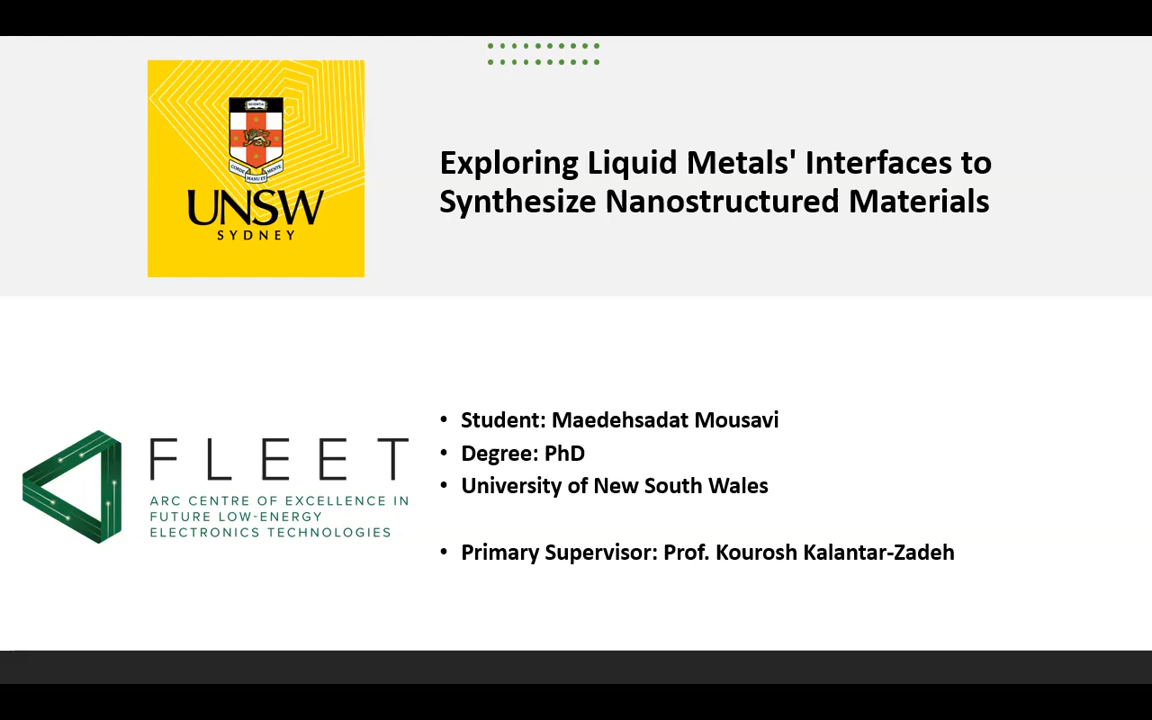 UNSW
SYDNEY
Exploring Liquid Metals' Interfaces to
Synthesize Nanostructured Materials
FLEET
ARC CENTRE OF EXCELLENCE IN
FUTURE LOW-ENERGY
ELECTRONICS TECHNOLOGIES
• Student: Maedehsadat Mousavi
• Degree: PhD
• University of New South Wales
• Primary Supervisor: Prof. Kourosh Kalantar-Zadeh